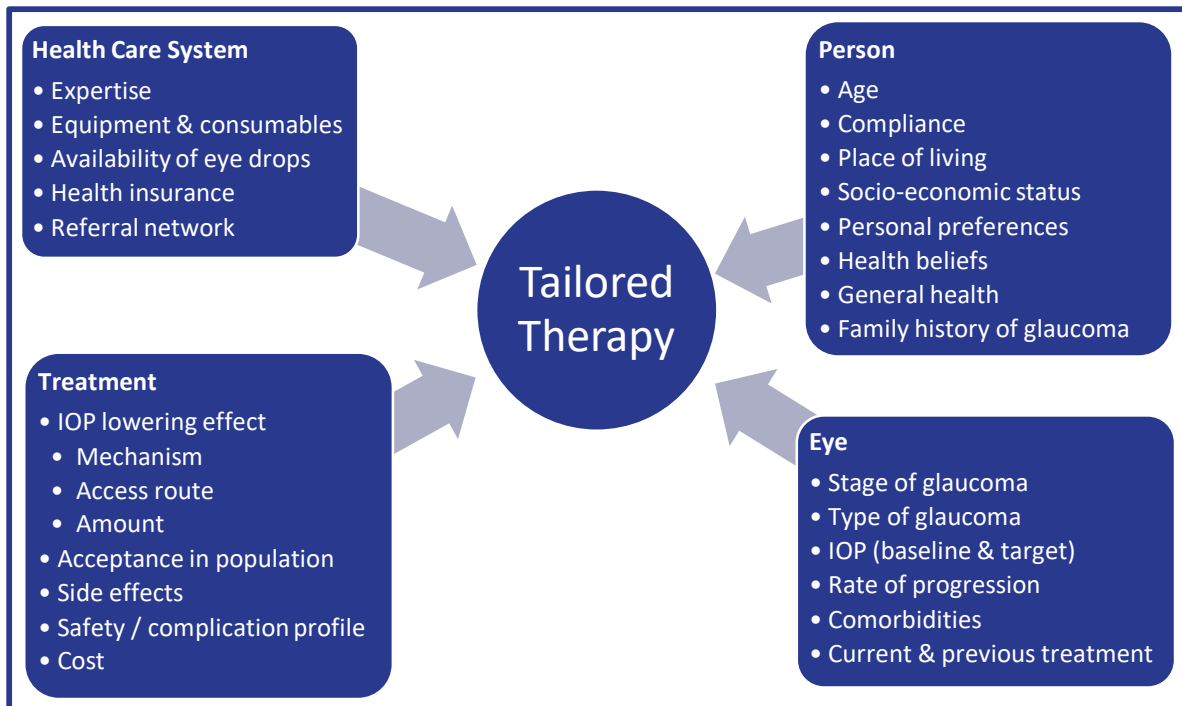 Health Care System
• Expertise
• Equipment & consumables
• Availability of eye drops
• Health insurance
• Referral network
Person
• Age
• Compliance
• Place of living
• Socio-economic status
• Personal preferences
• Health beliefs
• General health
• Family history of glaucoma
Tailored
Therapy
Treatment
• IOP lowering effect
• Mechanism
• Access route
• Amount
• Acceptance in population
• Side effects
• Safety / complication profile
• Cost
Eye
• Stage of glaucoma
• Type of glaucoma
• IOP (baseline & target)
• Rate of progression
• Comorbidities
• Current & previous treatment